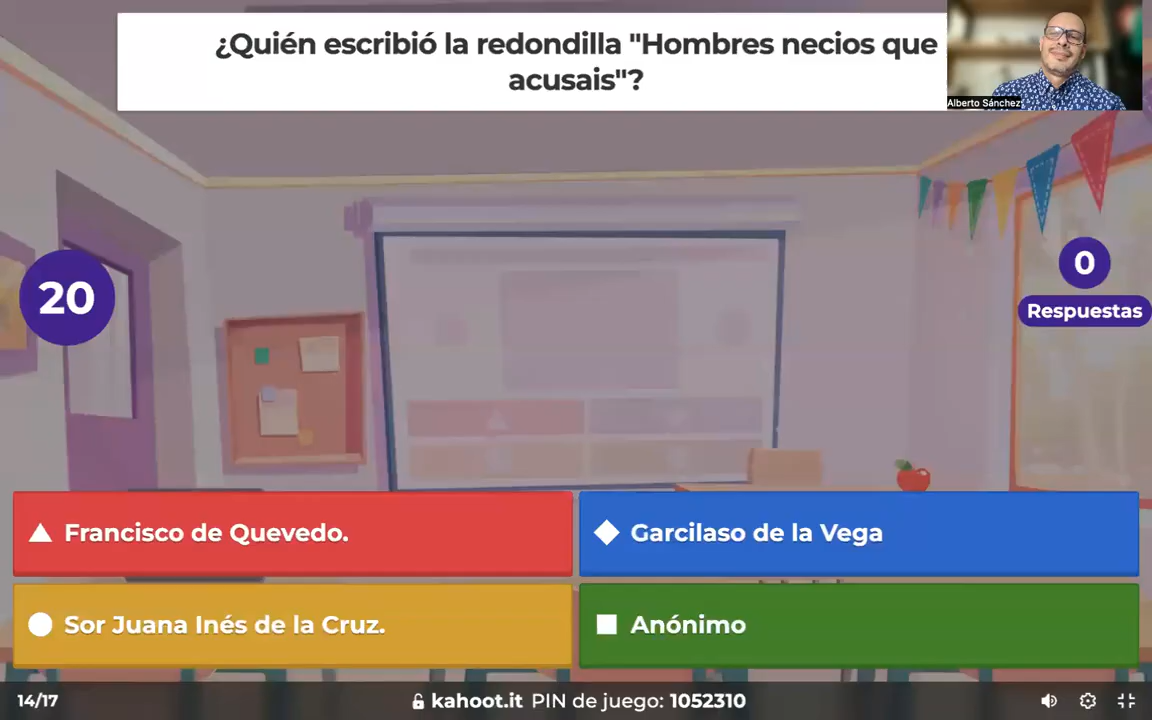 ¿Quién escribió la redondilla "Hombres necios que
acusais"?
Alberto Sánchez
20
0
Respuestas
Francisco de Quevedo.
Garcilaso de la Vega
Sor Juana Inés de la Cruz.
Anónimo
14/17
kahoot.it PIN de juego: 1052310